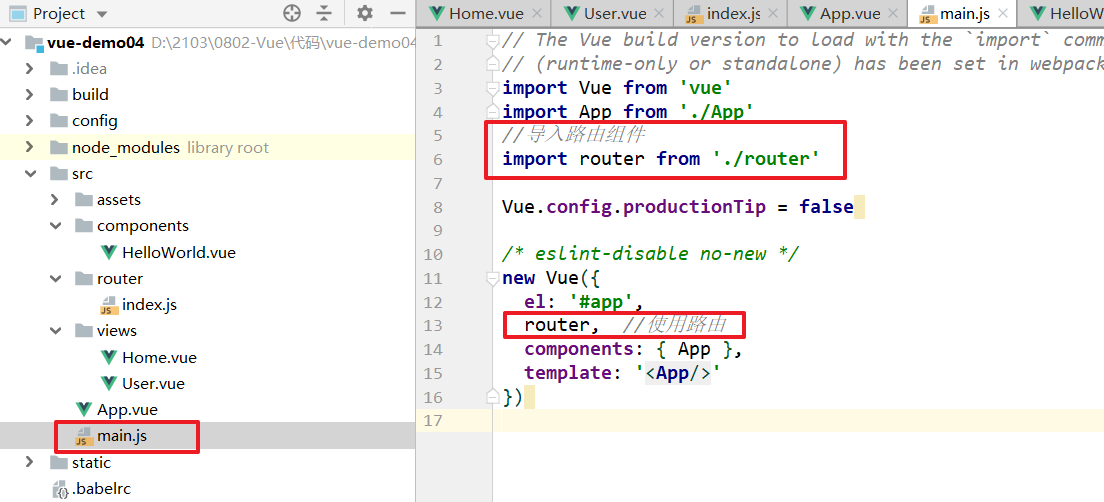 Project
vue-demo04 D:\2103\0802-Vue\代码\vue-demo04
.idea
build
config
node_modules library root
src
assets
components
HelloWorld.vue
router
index.js
views
Home.vue
User.vue
App.vue
main.js
static
.babelrc
Home.vue User.vue index.js App.vue main.js HelloW
1 // The Vue build version to load with the `import` comm
2 // (runtime-only or standalone) has been set in webpack
3 import Vue from 'vue'
4 import App from './App'
5 //导入路由组件
6 import router from './router'
7
8 Vue.config.productionTip = false
9
10 /* eslint-disable no-new */
11 new Vue({
12 el: '#app',
13 router, //使用路由
14 components: { App },
15 template: '<App/>'
16 })
17